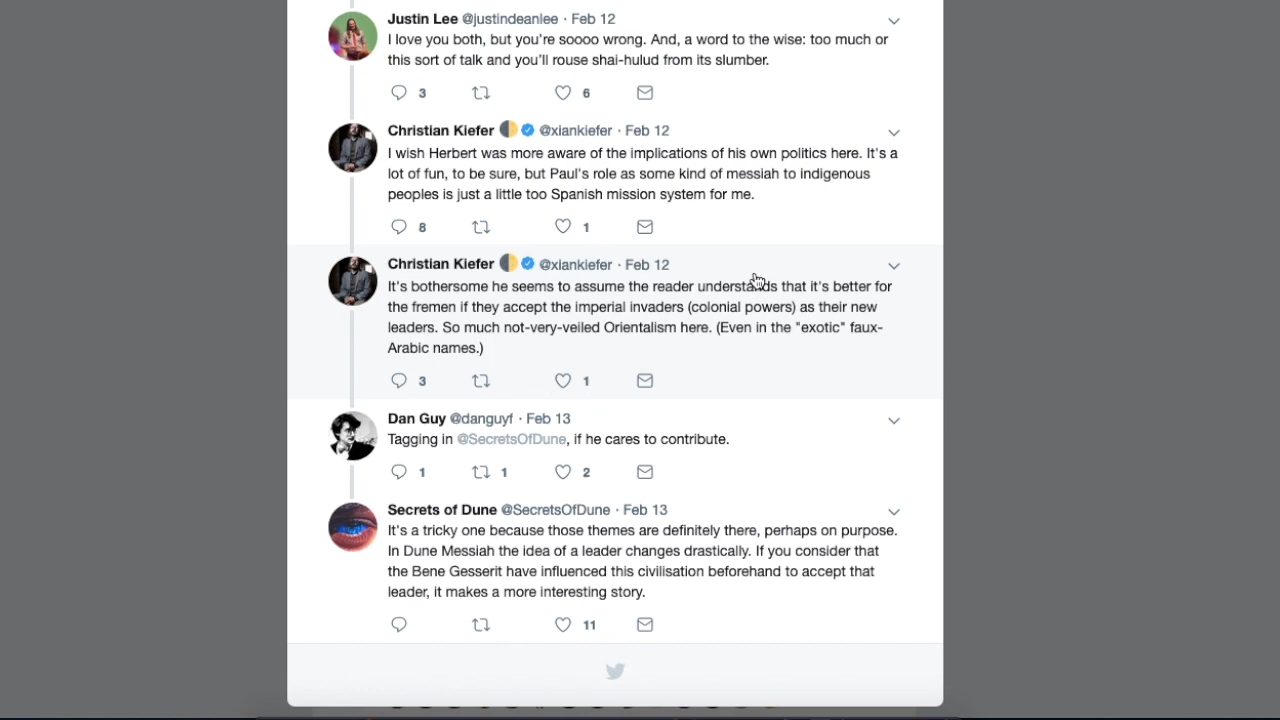 Justin Lee @justindeanlee · Feb 12
I love you both, but you're soooo wrong. And, a word to the wise: too much or
this sort of talk and you'll rouse shai-hulud from its slumber.
3 6
Christian Kiefer @xiankiefer · Feb 12
I wish Herbert was more aware of the implications of his own politics here. It's a
lot of fun, to be sure, but Paul's role as some kind of messiah to indigenous
peoples is just a little too Spanish mission system for me.
8 1
Christian Kiefer @xiankiefer · Feb 12
It's bothersome he seems to assume the reader understands that it's better for
the fremen if they accept the imperial invaders (colonial powers) as their new
leaders. So much not-very-veiled Orientalism here. (Even in the "exotic" faux-
Arabic names.)
3 1
Dan Guy @danguyf · Feb 13
Tagging in @SecretsOfDune, if he cares to contribute.
1 1 2
Secrets of Dune @SecretsOfDune · Feb 13
It's a tricky one because those themes are definitely there, perhaps on purpose.
In Dune Messiah the idea of a leader changes drastically. If you consider that
the Bene Gesserit have influenced this civilisation beforehand to accept that
leader, it makes a more interesting story.
11